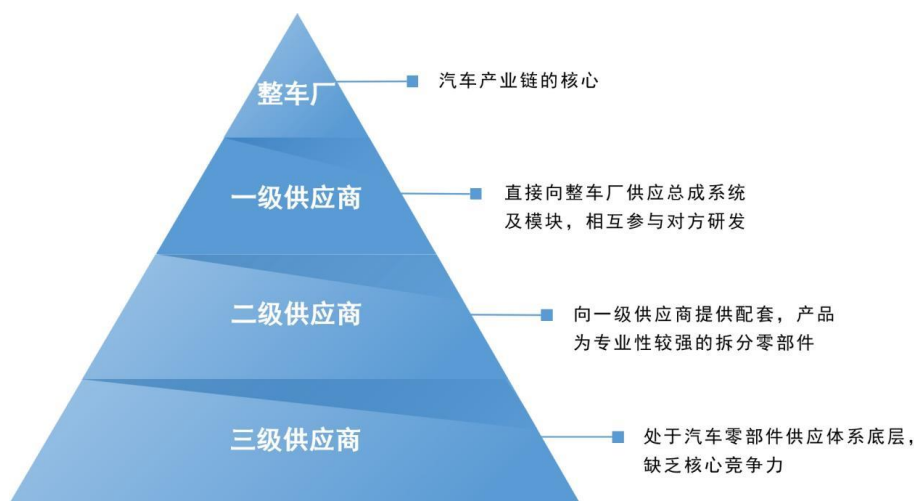 整车厂
汽车产业链的核心
一级供应商
直接向整车厂供应总成系统
及模块，相互参与对方研发
二级供应商
向一级供应商提供配套，产品
为专业性较强的拆分零部件
三级供应商
处于汽车零部件供应体系底层，
缺乏核心竞争力